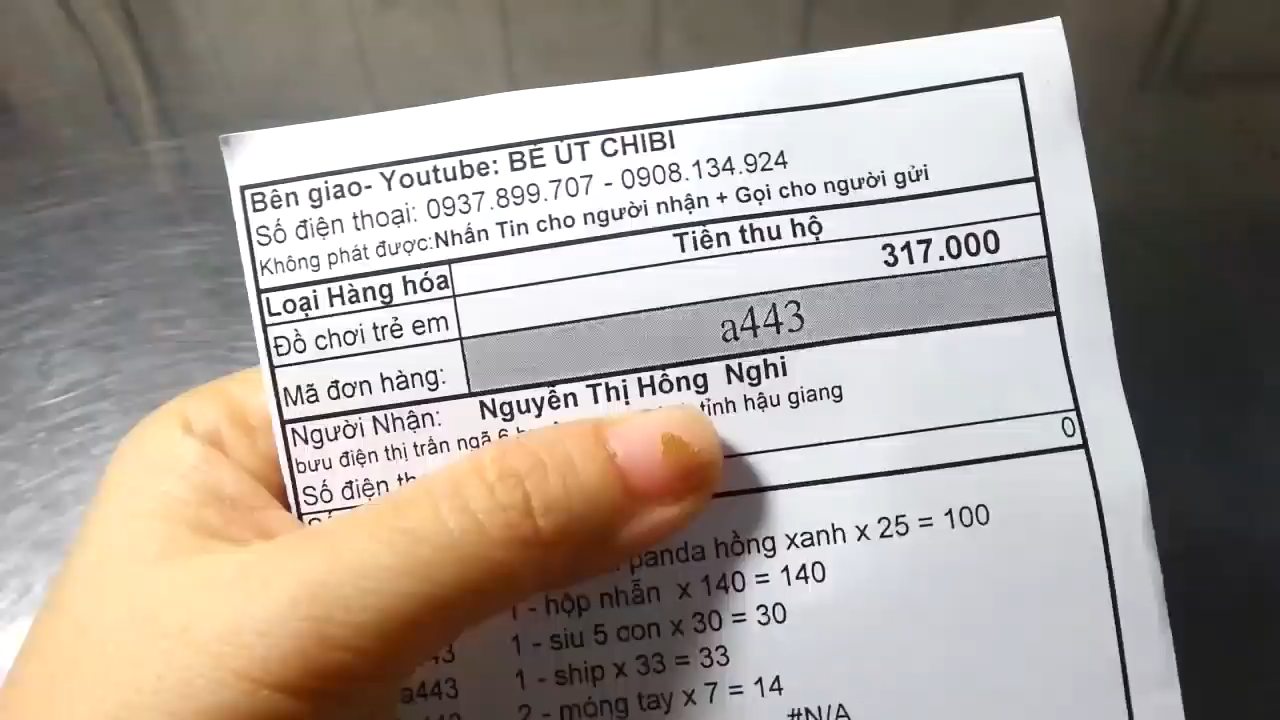 Bên giao- Youtube: BÉ ÚT CHIBI
Số điện thoại: 0937.899.707 - 0908.134.924
Không phát được:Nhắn Tin cho người nhận + Gọi cho người gửi
Loại Hàng hóa Tiền thu hộ
Đồ chơi trẻ em 317.000
Mã đơn hàng: a443
Người Nhận: Nguyễn Thị Hồng Nghi
bưu điện thị trấn ngã 6 tỉnh hậu giang
Số điện 0
panda hồng xanh x 25 = 100
1 - hộp nhẫn x 140 = 140
1 - siu 5 con x 30 = 30
a443 1 - ship x 33 = 33
2 - móng tay x 7 = 14
#N/A